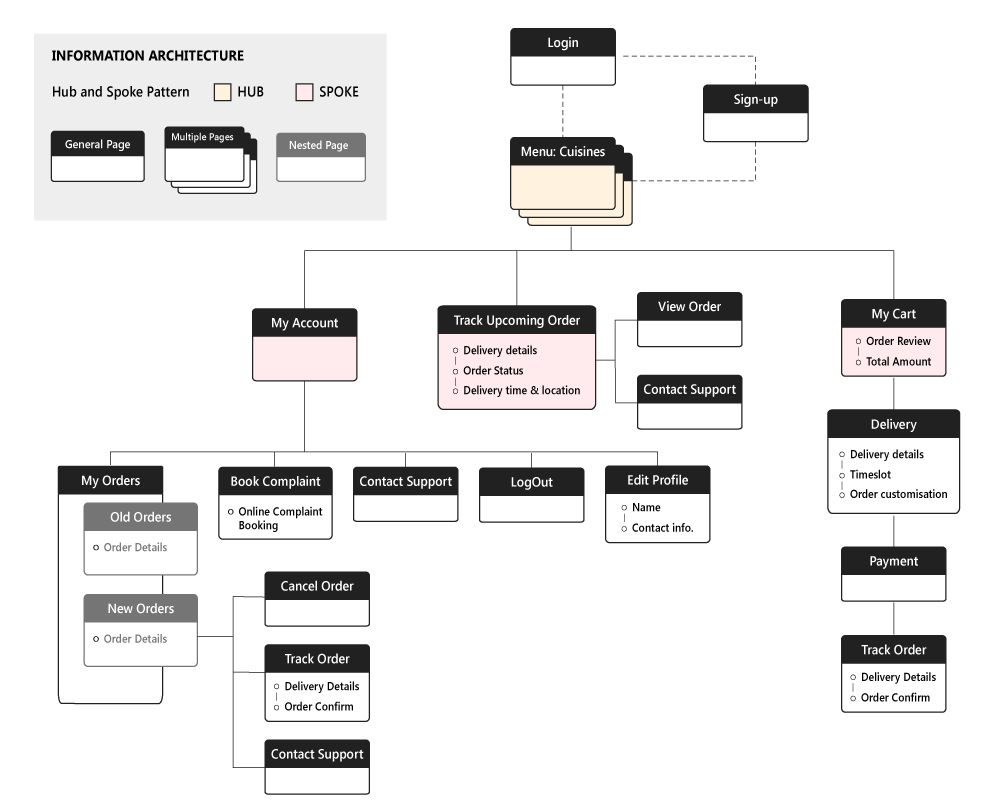 INFORMATION ARCHITECTURE
Hub and Spoke Pattern
HUB
SPOKE
General Page
Multiple Pages
Nested Page
Login
Sign-up
Menu: Cuisines
My Account
Track Upcoming Order
Delivery details
Order Status
Delivery time & location
View Order
Contact Support
My Cart
Order Review
Total Amount
Delivery
Delivery details
Timeslot
Order customisation
Payment
Track Order
Delivery Details
Order Confirm
My Orders
Old Orders
Order Details
New Orders
Order Details
Book Complaint
Online Complaint
Booking
Contact Support
LogOut
Edit Profile
Name
Contact info.
Cancel Order
Track Order
Delivery Details
Order Confirm
Contact Support